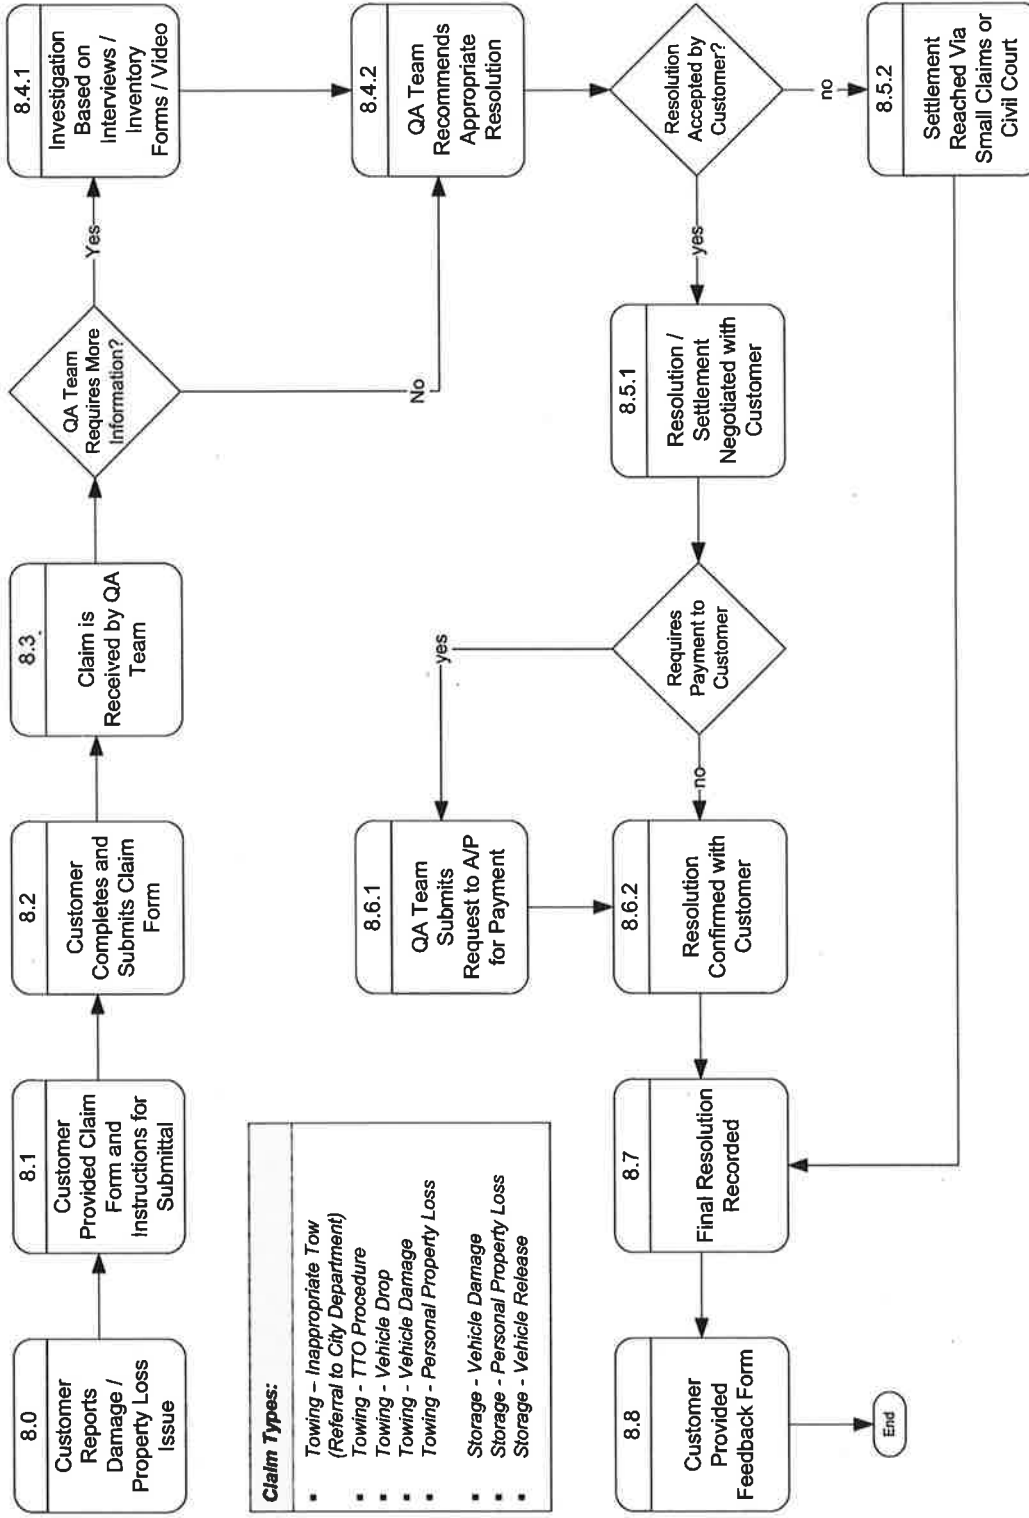 8.0
Customer
Reports
Damage /
Property Loss
Issue
8.1
Customer
Provided Claim
Form and
Instructions for
Submittal
8.2
Customer
Completes and
Submits Claim
Form
8.3
Claim is
Received by QA
Team
QA Team
Requires More
Information?
Yes
No
8.4.1
Investigation
Based on
Interviews /
Inventory
Forms / Video
8.4.2
QA Team
Recommends
Appropriate
Resolution
Resolution
Accepted by
Customer?
yes
no
8.5.1
Resolution /
Settlement
Negotiated with
Customer
8.5.2
Settlement
Reached Via
Small Claims or
Civil Court
Requires
Payment to
Customer
yes
no
8.6.1
QA Team
Submits
Request to A/P
for Payment
8.6.2
Resolution
Confirmed with
Customer
8.7
Final Resolution
Recorded
8.8
Customer
Provided
Feedback Form
End
Claim Types:
▪ Towing – Inappropriate Tow
(Referral to City Department)
▪ Towing - TTO Procedure
▪ Towing - Vehicle Drop
▪ Towing - Vehicle Damage
▪ Towing - Personal Property Loss
▪ Storage - Vehicle Damage
▪ Storage - Personal Property Loss
▪ Storage - Vehicle Release